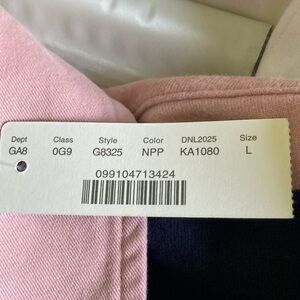 Dept Class Style Color DNL2025 Size
GA8 0G9 G8325 NPP KA1080 L
099104713424